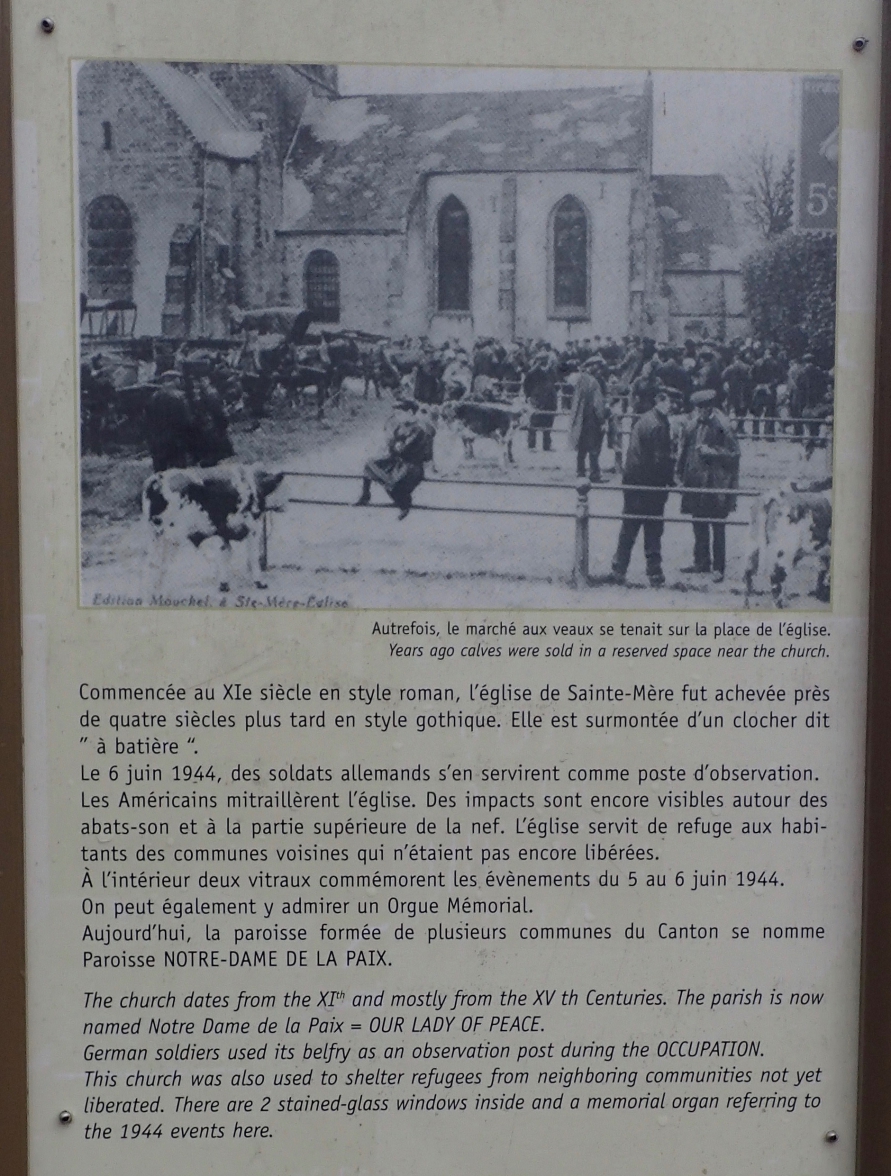 5
Edition Mouchel. à Ste-Mère-Église
Autrefois, le marché aux veaux se tenait sur la place de l'église.
Years ago calves were sold in a reserved space near the church.
Commencée au XIe siècle en style roman, l'église de Sainte-Mère fut achevée près
de quatre siècles plus tard en style gothique. Elle est surmontée d'un clocher dit
" à batière ".
Le 6 juin 1944, des soldats allemands s'en servirent comme poste d'observation.
Les Américains mitraillèrent l'église. Des impacts sont encore visibles autour des
abats-son et à la partie supérieure de la nef. L'église servit de refuge aux habi-
tants des communes voisines qui n'étaient pas encore libérées.
À l'intérieur deux vitraux commémorent les évènements du 5 au 6 juin 1944.
On peut également y admirer un Orgue Mémorial.
Aujourd'hui, la paroisse formée de plusieurs communes du Canton se nomme
Paroisse NOTRE-DAME DE LA PAIX.
The church dates from the XIth and mostly from the XV th Centuries. The parish is now
named Notre Dame de la Paix = OUR LADY OF PEACE.
German soldiers used its belfry as an observation post during the OCCUPATION.
This church was also used to shelter refugees from neighboring communities not yet
liberated. There are 2 stained-glass windows inside and a memorial organ referring to
the 1944 events here.